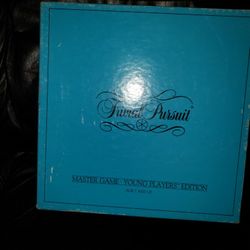 Trivial Pursuit
MASTER GAME - YOUNG PLAYERS' EDITION